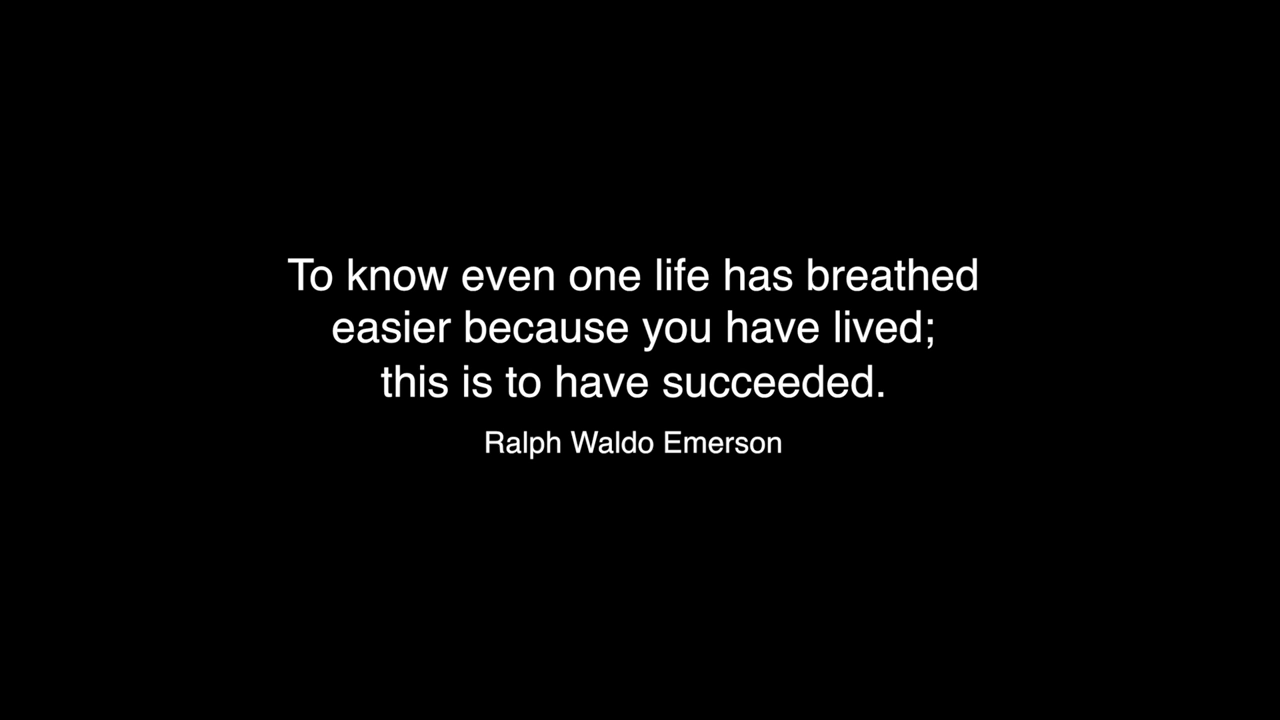 To know even one life has breathed
easier because you have lived;
this is to have succeeded.
Ralph Waldo Emerson